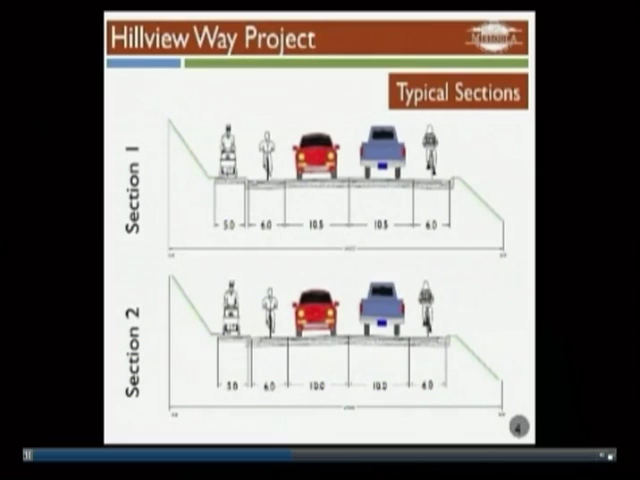 Hillview Way Project
MISSOULA
Typical Sections
Section 1
5.0 6.0 10.5 10.5 6.0
Section 2
5.0 6.0 10.0 10.0 6.0
4